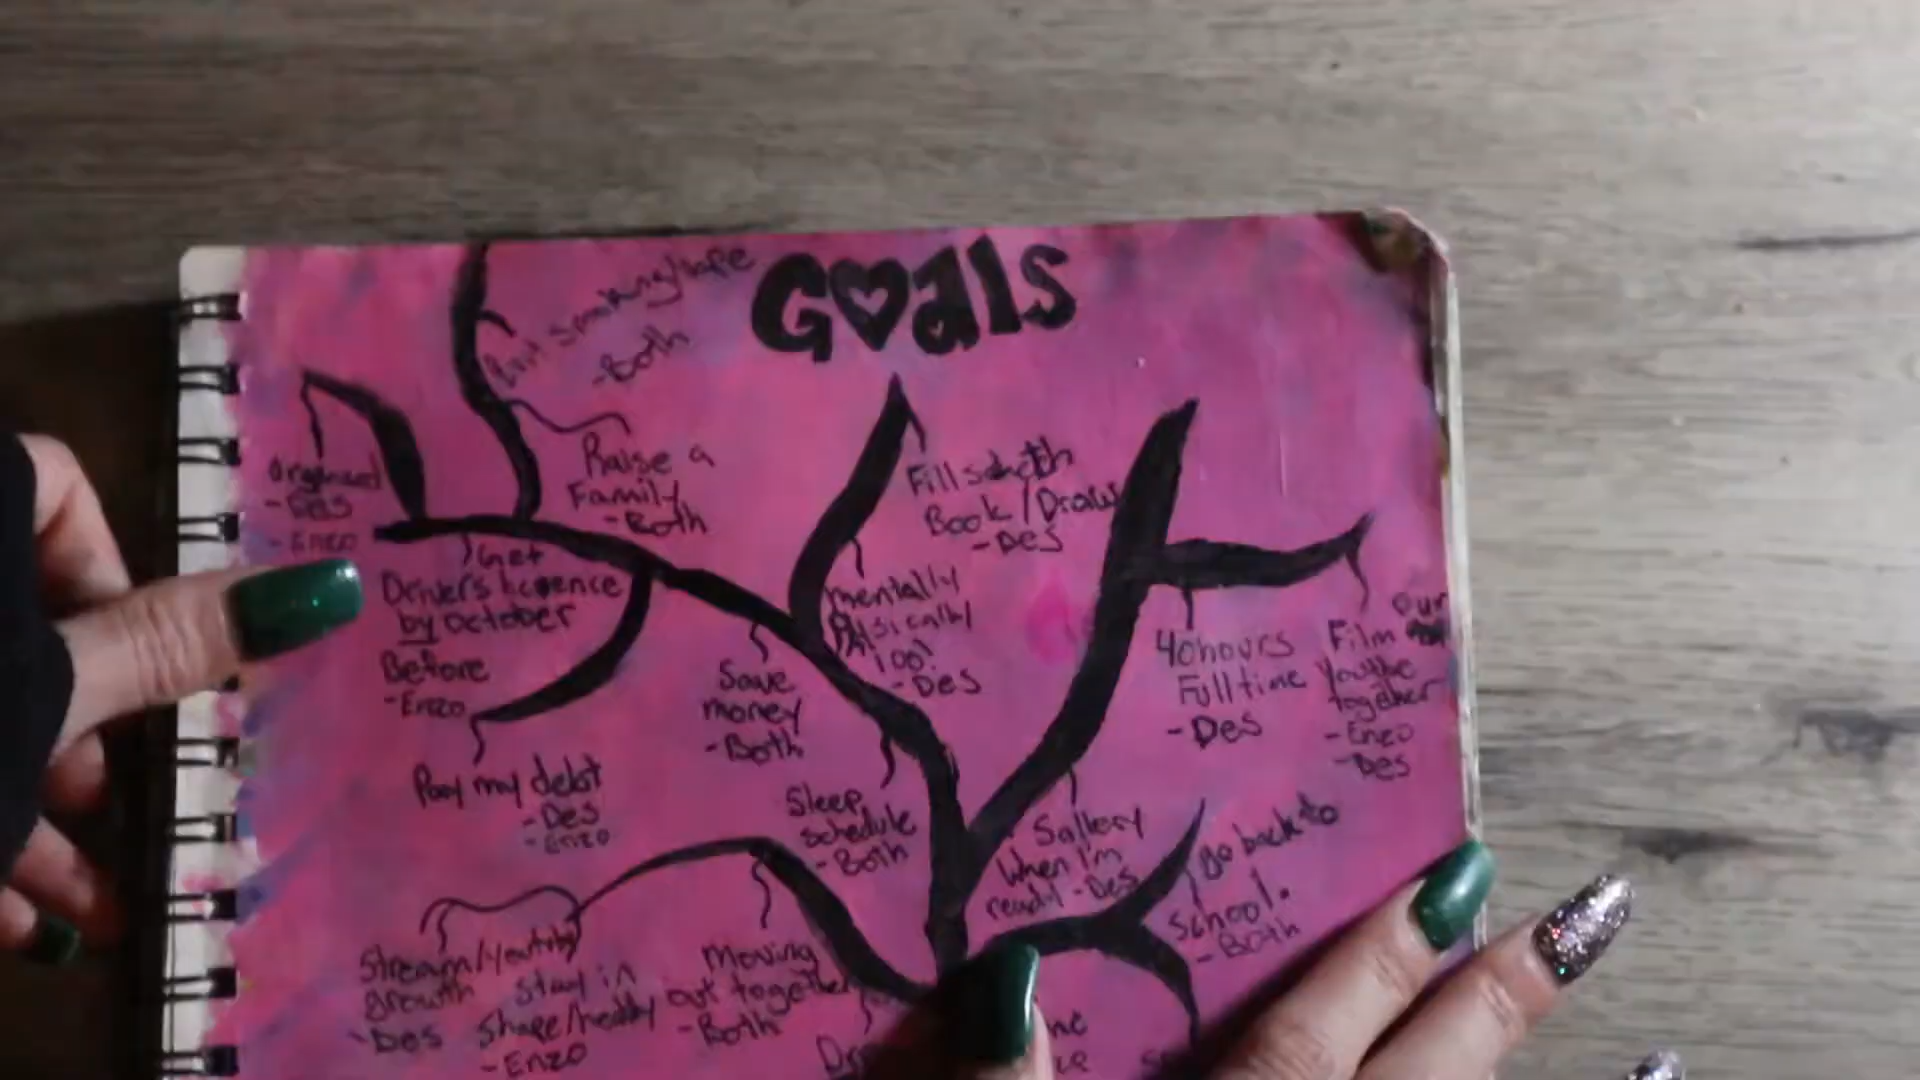 Goals
Quit smoking/vape
- Both
Raise a
Family
- Both
organized
- Des
- Enzo
Get
Driver's licence
by October
Before
- Enzo
Pay my debt
- Des
- Enzo
Save
money
- Both
Fill sketch
Book/Draw
- Des
mentally
Physically
100!
- Des
Sleep
schedule
- Both
40 hours
Full time
- Des
Film our
Youtube
together
- Enzo
- Des
Sallery
When I'm
ready! - Des
Go back to
School.
- Both
Stream/youtube
growth
- Des
Stay in
shape/healthy
- Enzo
Moving
out together
- Both